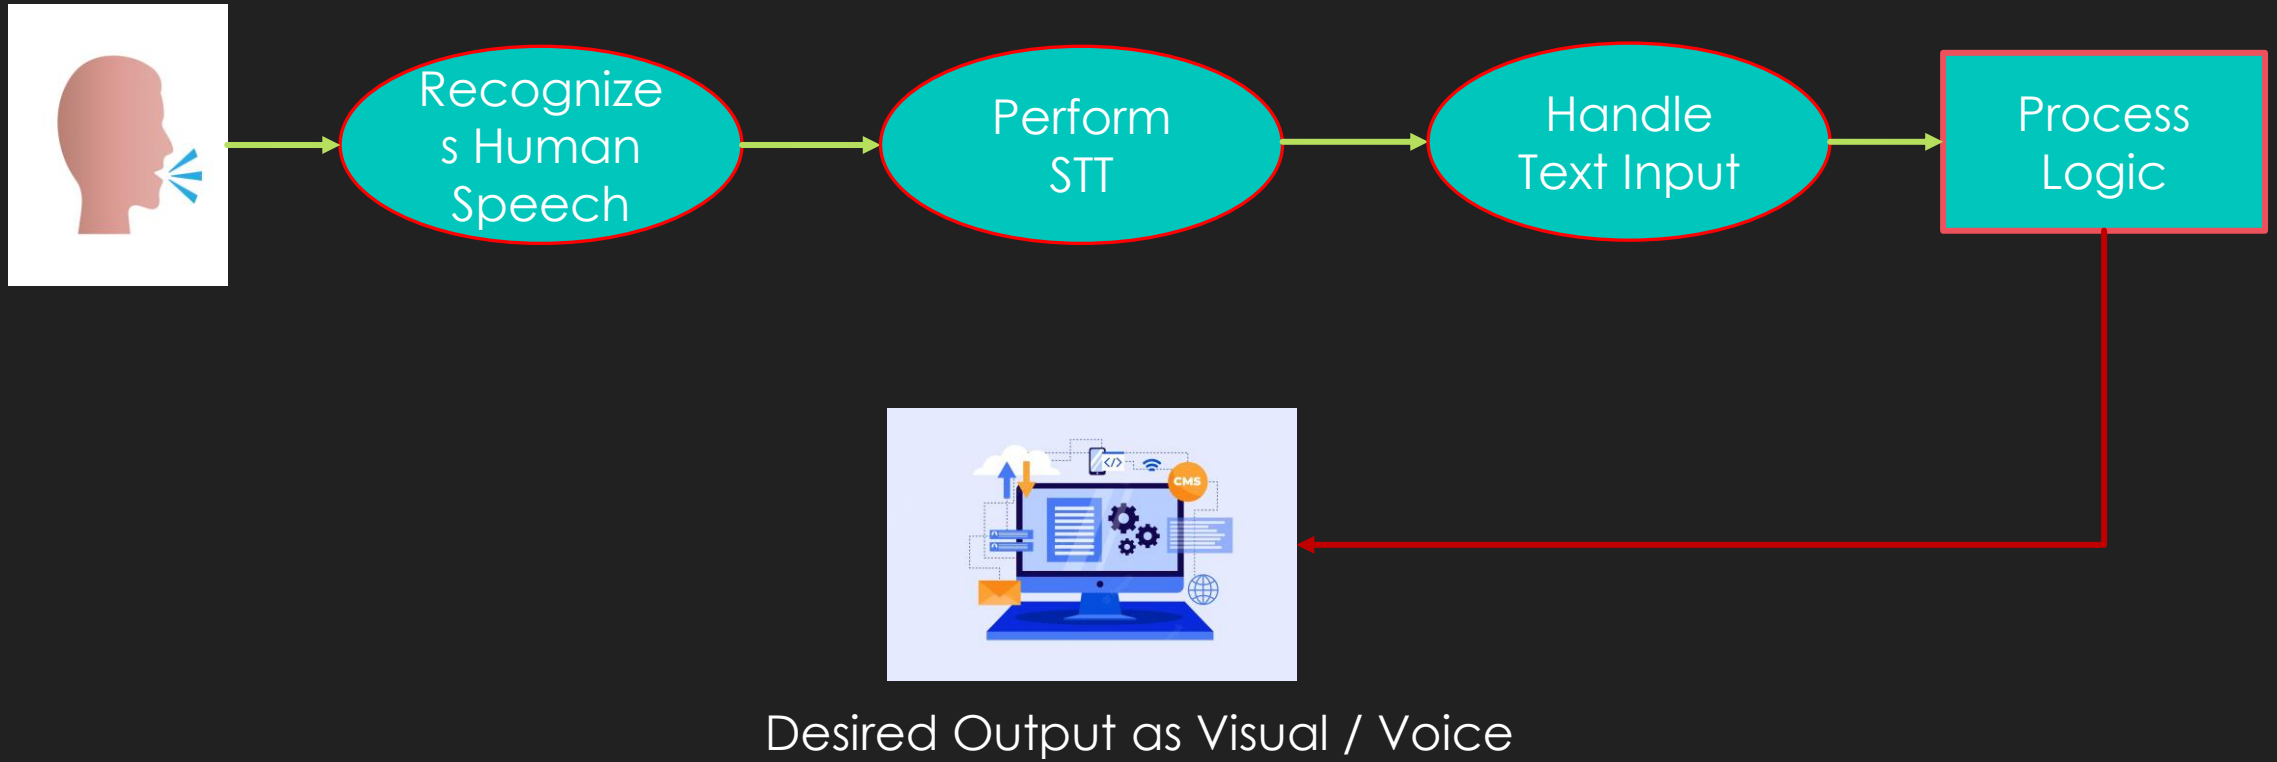 Recognize
s Human
Speech
Perform
STT
Handle
Text Input
Process
Logic
</>
CMS
Desired Output as Visual / Voice